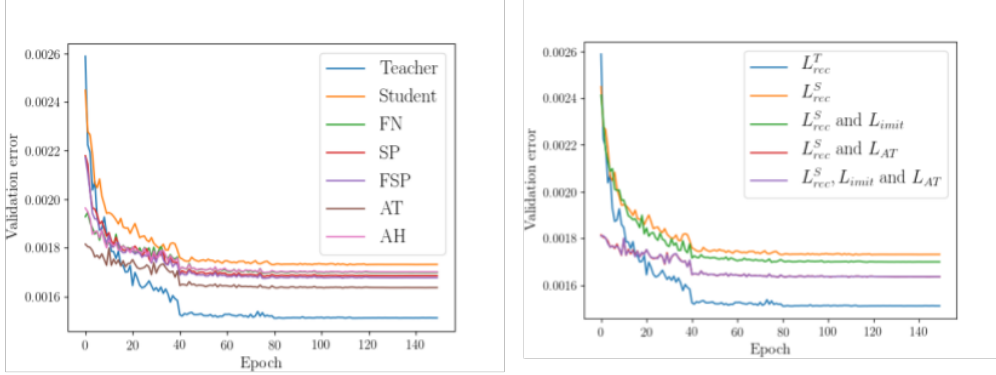 0.0026
0.0024
0.0022
0.0020
0.0018
0.0016
Validation error
0 20 40 60 80 100 120 140
Epoch
Teacher
Student
FN
SP
FSP
AT
AH
0.0026
0.0024
0.0022
0.0020
0.0018
0.0016
Validation error
0 20 40 60 80 100 120 140
Epoch
L^T_rec
L^S_rec
L^S_rec and L_imit
L^S_rec and L_AT
L^S_rec, L_imit and L_AT